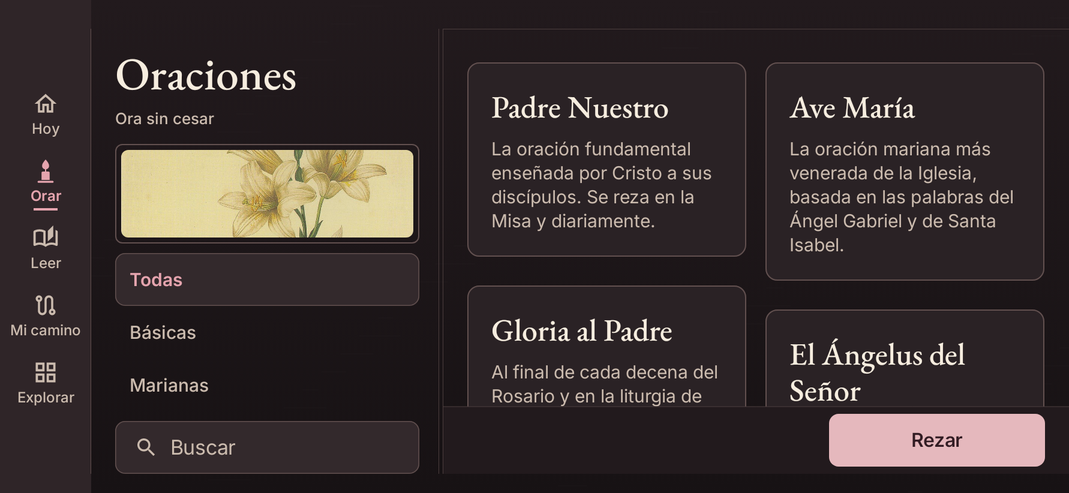 Hoy
Orar
Leer
Mi camino
Explorar
Oraciones
Ora sin cesar
Todas
Básicas
Marianas
Buscar
Padre Nuestro
La oración fundamental
enseñada por Cristo a sus
discípulos. Se reza en la
Misa y diariamente.
Gloria al Padre
Al final de cada decena del
Rosario y en la liturgia de
Ave María
La oración mariana más
venerada de la Iglesia,
basada en las palabras del
Ángel Gabriel y de Santa
Isabel.
El Ángelus del
Señor
Rezar